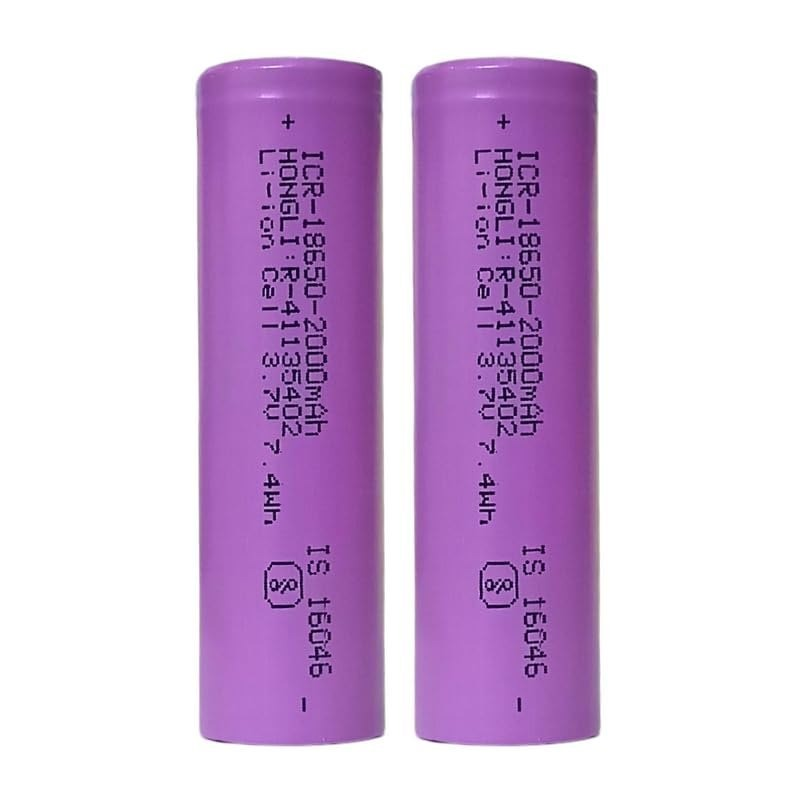 +
ICR-18650-2000mAh
HONGLI:R-41135402
Li-ion Cell 3.7V 7.4Wh,
IS 16046
-
+
ICR-18650-2000mAh
HONGLI:R-41135402
Li-ion Cell 3.7V 7.4Wh,
IS 16046
-